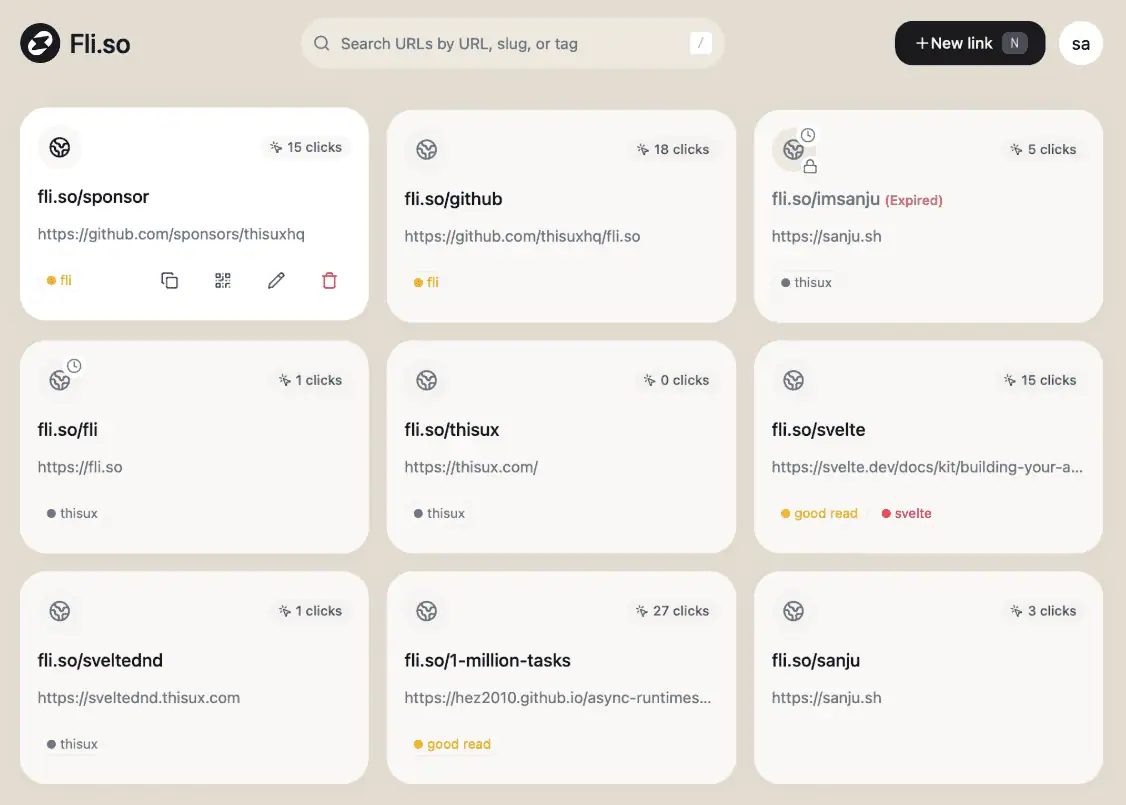 Fli.so
Search URLs by URL, slug, or tag
/
+New link N
sa
15 clicks
fli.so/sponsor
https://github.com/sponsors/thisuxhq
fli
18 clicks
fli.so/github
https://github.com/thisuxhq/fli.so
fli
5 clicks
fli.so/imsanju (Expired)
https://sanju.sh
thisux
1 clicks
fli.so/fli
https://fli.so
thisux
0 clicks
fli.so/thisux
https://thisux.com/
thisux
15 clicks
fli.so/svelte
https://svelte.dev/docs/kit/building-your-a...
good read svelte
1 clicks
fli.so/sveltednd
https://sveltednd.thisux.com
thisux
27 clicks
fli.so/1-million-tasks
https://hez2010.github.io/async-runtimes...
good read
3 clicks
fli.so/sanju
https://sanju.sh